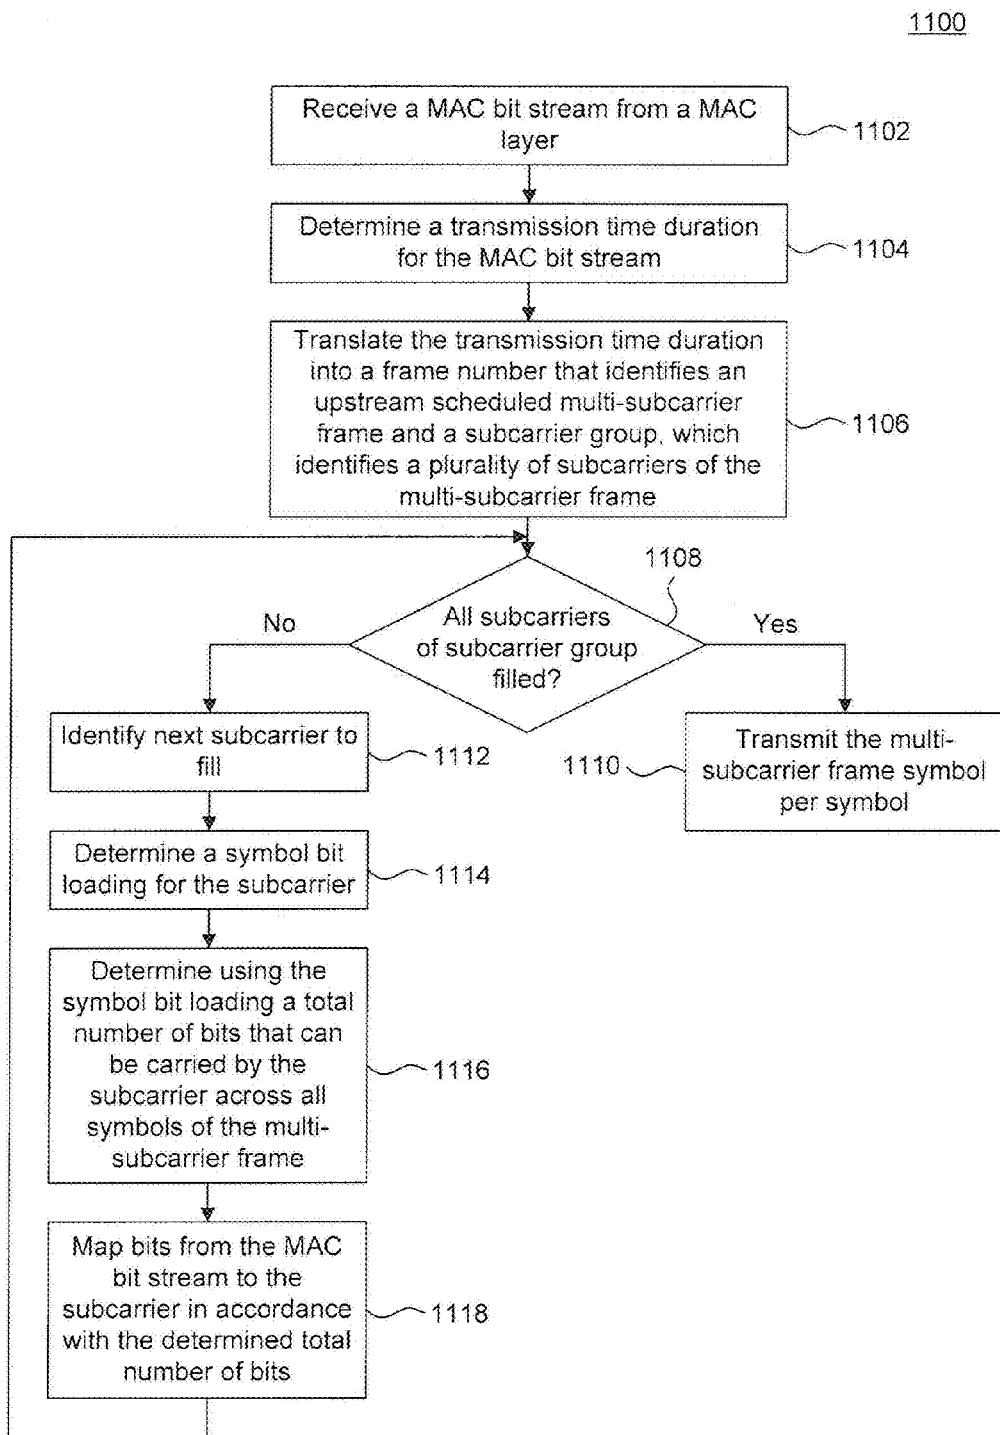 1100
Receive a MAC bit stream from a MAC
layer
1102
Determine a transmission time duration
for the MAC bit stream
1104
Translate the transmission time duration
into a frame number that identifies an
upstream scheduled multi-subcarrier
frame and a subcarrier group, which
identifies a plurality of subcarriers of the
multi-subcarrier frame
1106
1108
All subcarriers
of subcarrier group
filled?
No
Yes
Identify next subcarrier to
fill
1112
1110
Transmit the multi-
subcarrier frame symbol
per symbol
Determine a symbol bit
loading for the subcarrier
1114
Determine using the
symbol bit loading a total
number of bits that can
be carried by the
subcarrier across all
symbols of the multi-
subcarrier frame
1116
Map bits from the MAC
bit stream to the
subcarrier in accordance
with the determined total
number of bits
1118